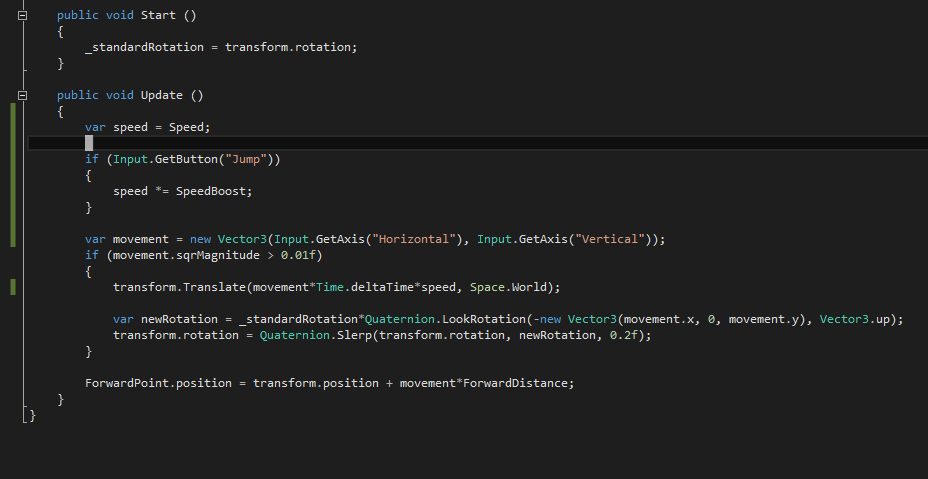 public void Start ()
{
_standardRotation = transform.rotation;
}
public void Update ()
{
var speed = Speed;
if (Input.GetButton("Jump"))
{
speed *= SpeedBoost;
}
var movement = new Vector3(Input.GetAxis("Horizontal"), Input.GetAxis("Vertical"));
if (movement.sqrMagnitude > 0.01f)
{
transform.Translate(movement*Time.deltaTime*speed, Space.World);
var newRotation = _standardRotation*Quaternion.LookRotation(-new Vector3(movement.x, 0, movement.y), Vector3.up);
transform.rotation = Quaternion.Slerp(transform.rotation, newRotation, 0.2f);
}
ForwardPoint.position = transform.position + movement*ForwardDistance;
}
}